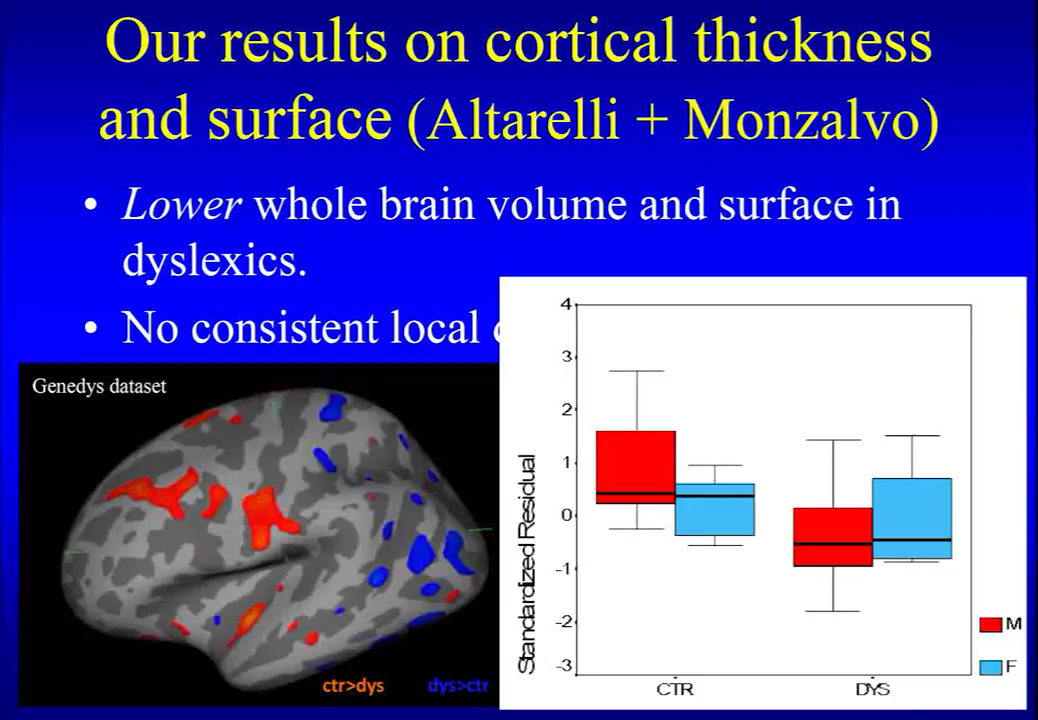 Our results on cortical thickness
and surface (Altarelli + Monzalvo)
• Lower whole brain volume and surface in
dyslexics.
• No consistent local
Genedys dataset
ctr>dys
dys>ctr
4
3
2
1
0
-1
-2
-3
Standardized Residual
CTR
DYS
M
F